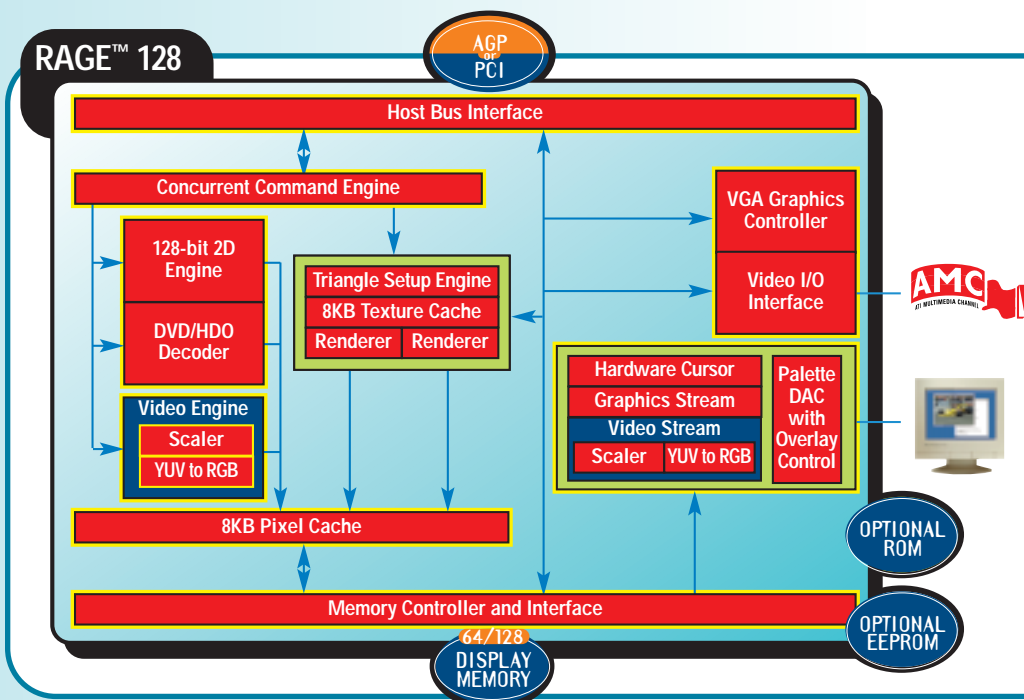 RAGE™ 128
AGP
or
PCI
Host Bus Interface
Concurrent Command Engine
128-bit 2D
Engine
DVD/HDO
Decoder
Video Engine
Scaler
YUV to RGB
Triangle Setup Engine
8KB Texture Cache
Renderer Renderer
VGA Graphics
Controller
Video I/O
Interface
AMC
ATI MULTIMEDIA CHANNEL
Hardware Cursor
Graphics Stream
Video Stream
Scaler YUV to RGB
Palette
DAC
with
Overlay
Control
8KB Pixel Cache
OPTIONAL
ROM
Memory Controller and Interface
OPTIONAL
EEPROM
64/128
DISPLAY
MEMORY